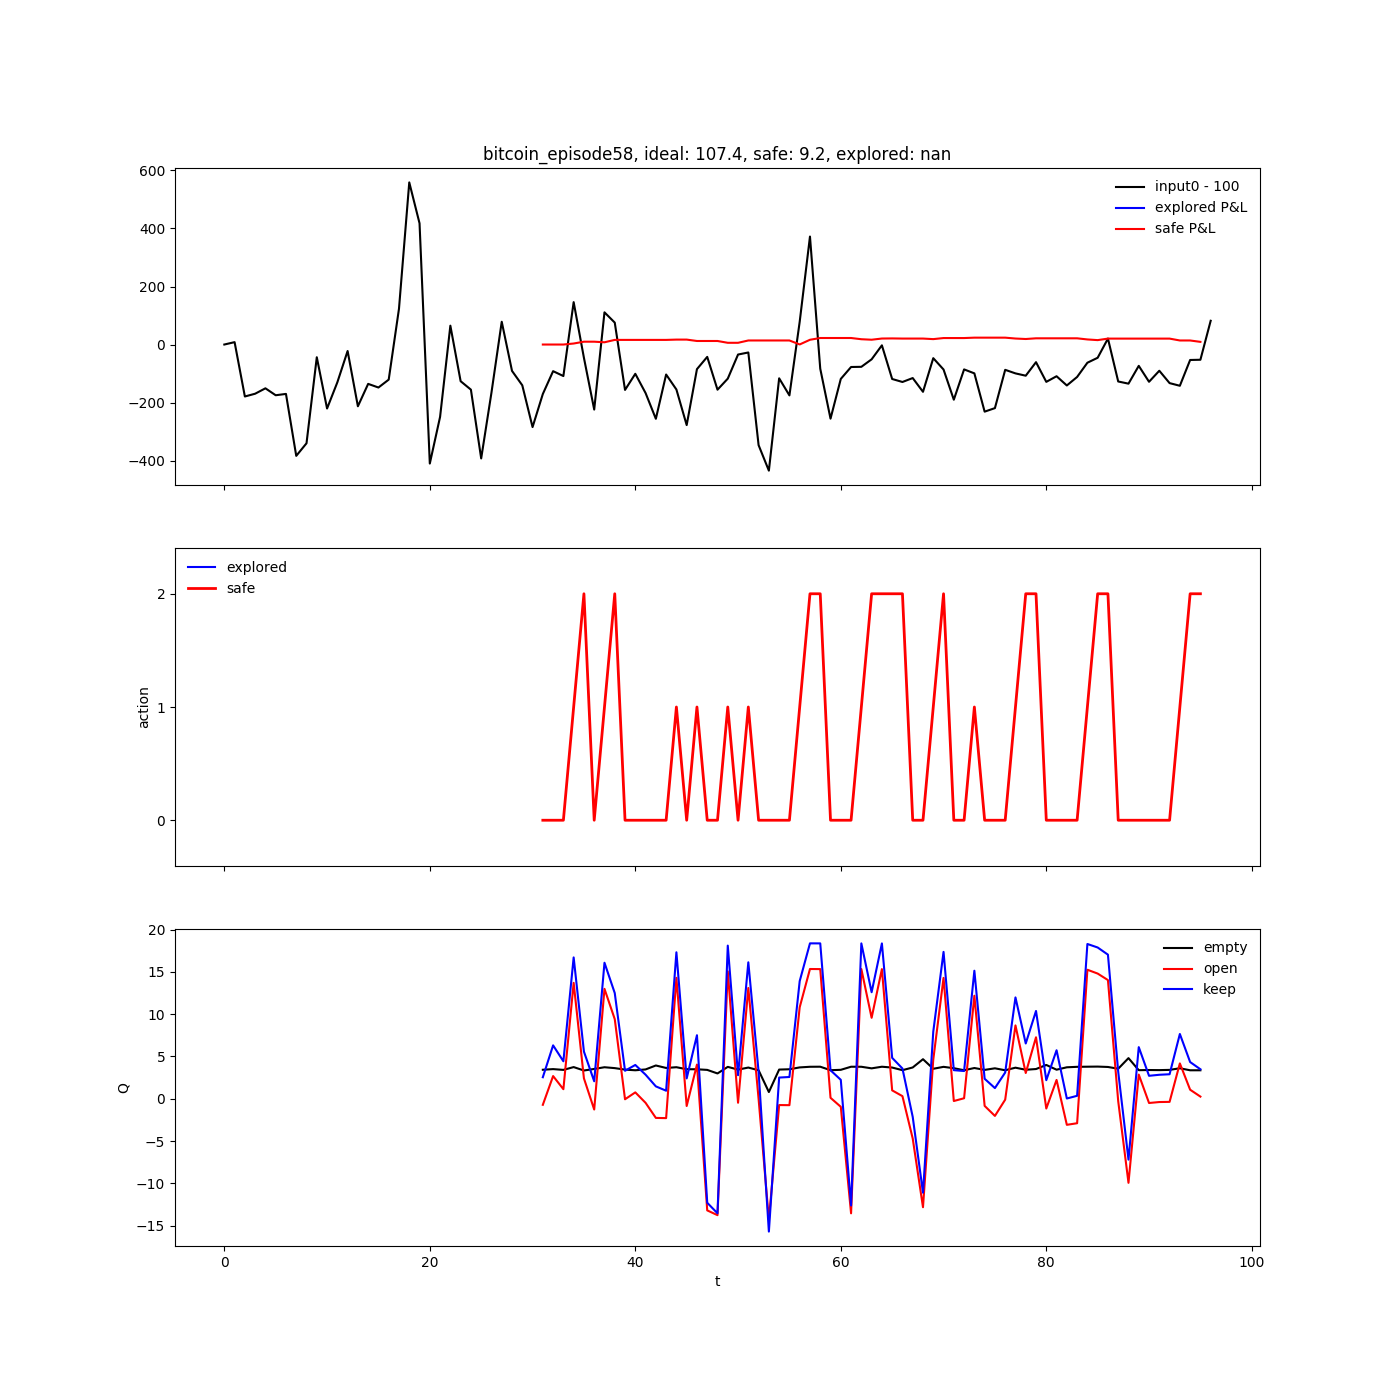 bitcoin_episode58, ideal: 107.4, safe: 9.2, explored: nan
600
400
200
0
−200
−400
input0 - 100
explored P&L
safe P&L
explored
safe
2
1
0
action
empty
open
keep
20
15
10
5
0
−5
−10
−15
Q
0
20
40
60
80
100
t